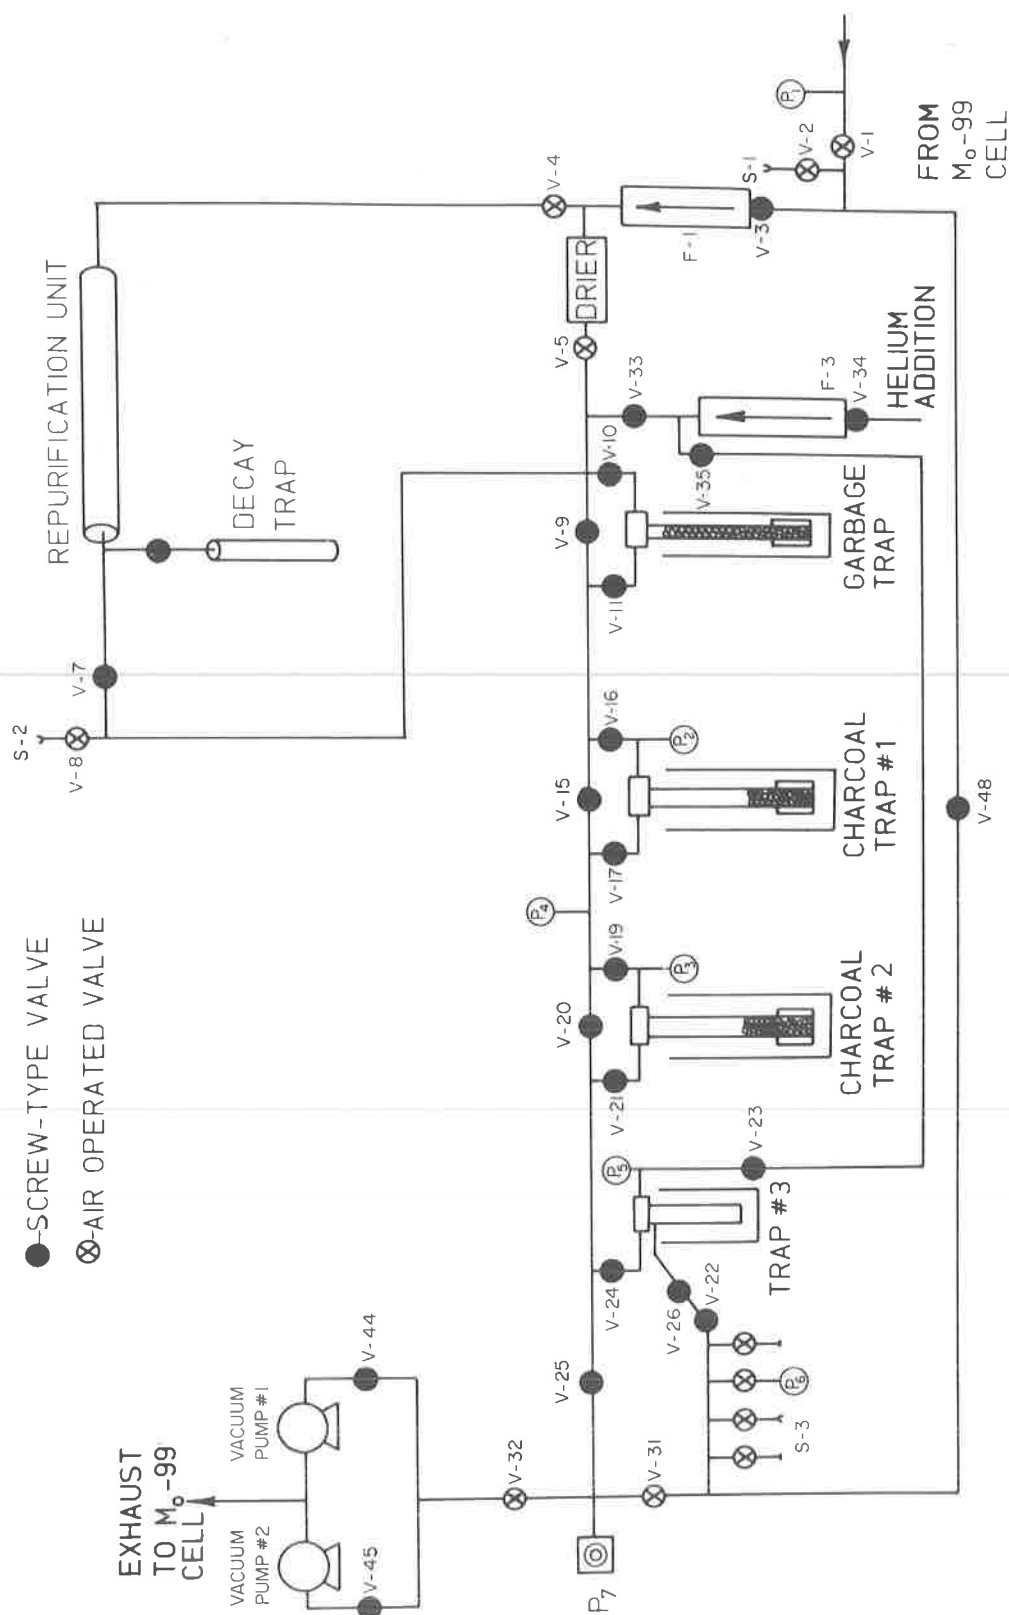 EXHAUST
TO Mo-99
CELL
VACUUM
PUMP #1
VACUUM
PUMP #2
V-44
V-45
V-32
V-31
P7
V-25
S-3
P6
V-22
V-26
V-24
P5
TRAP #3
V-23
SCREW-TYPE VALVE
AIR OPERATED VALVE
V-21
V-20
V-19
P3
CHARCOAL
TRAP #2
P4
V-17
V-15
V-16
P2
CHARCOAL
TRAP #1
V-48
S-2
V-8
V-7
REPURIFICATION UNIT
DECAY
TRAP
V-11
V-9
V-10
GARBAGE
TRAP
V-35
V-33
F-3
V-34
HELIUM
ADDITION
V-5
DRIER
V-4
F-1
V-3
S-1
V-2
P1
V-1
FROM
Mo-99
CELL